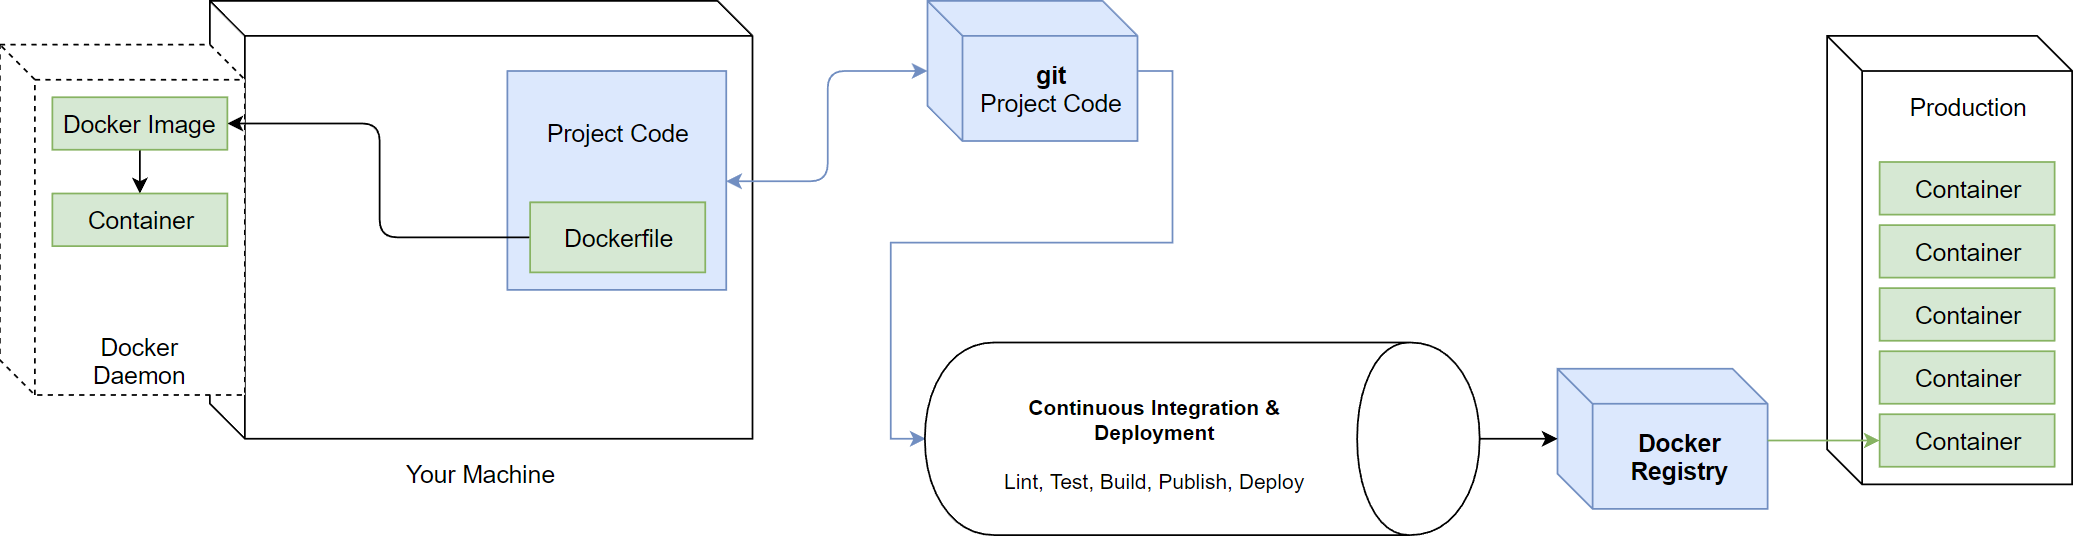 Docker Image
Container
Docker
Daemon
Project Code
Dockerfile
Your Machine
git
Project Code
Continuous Integration &
Deployment
Lint, Test, Build, Publish, Deploy
Docker
Registry
Production
Container
Container
Container
Container
Container